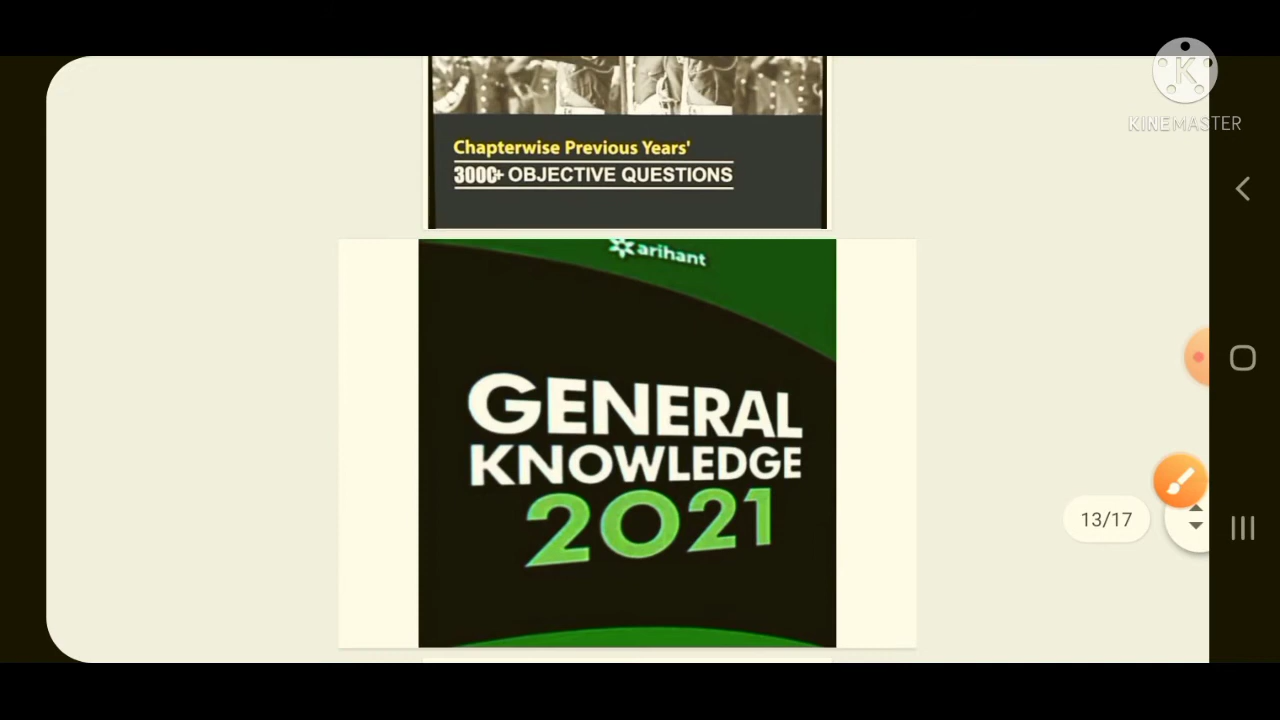 Chapterwise Previous Years'
3000+ OBJECTIVE QUESTIONS
arihant
GENERAL
KNOWLEDGE
2021
K
KINEMASTER
13/17